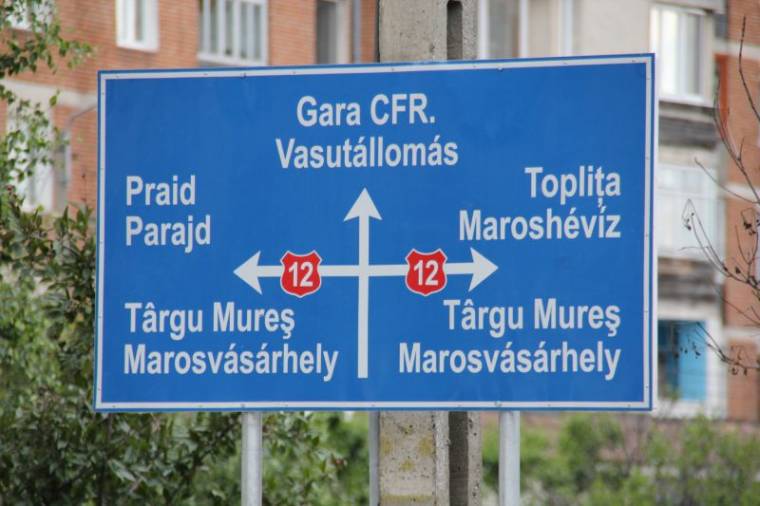 Gara CFR.
Vasutállomás
Praid
Parajd
Toplița
Maroshévíz
12
12
Târgu Mureş
Marosvásárhely
Târgu Mureş
Marosvásárhely